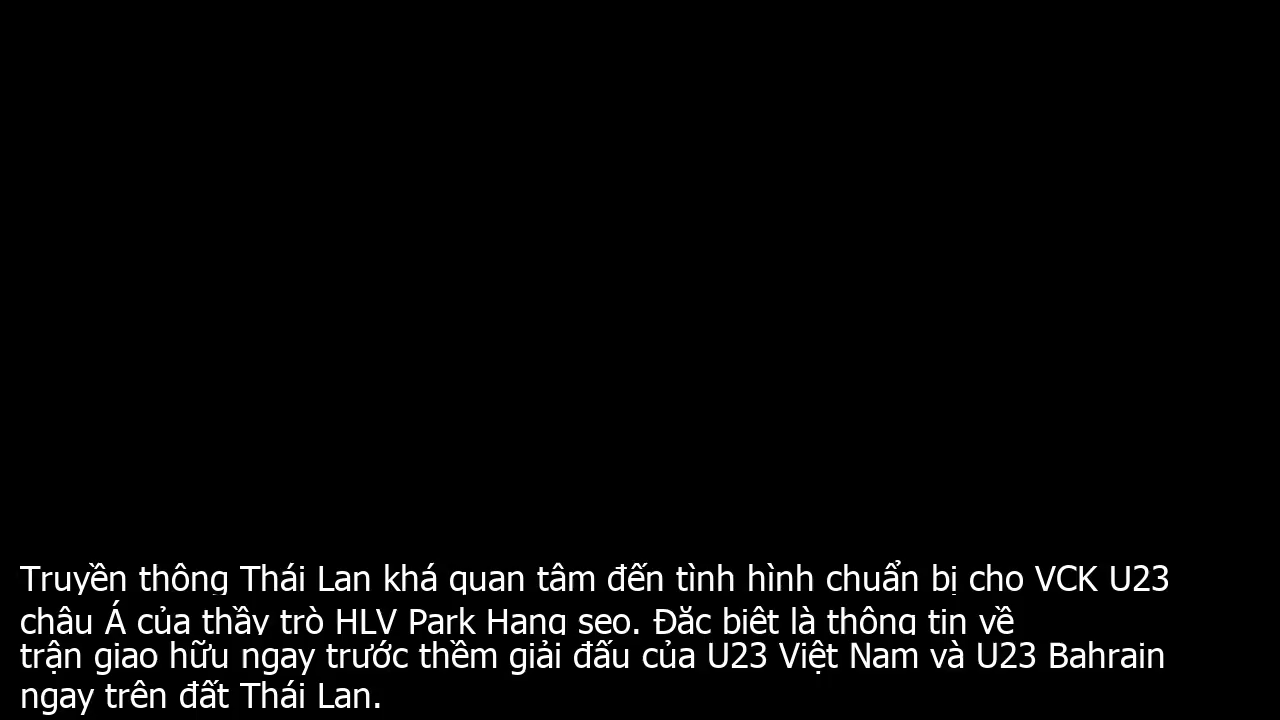 Truyền thông Thái Lan khá quan tâm đến tình hình chuẩn bị cho VCK U23
châu Á của thầy trò HLV Park Hang seo. Đặc biệt là thông tin về
trận giao hữu ngay trước thềm giải đấu của U23 Việt Nam và U23 Bahrain
ngay trên đất Thái Lan.